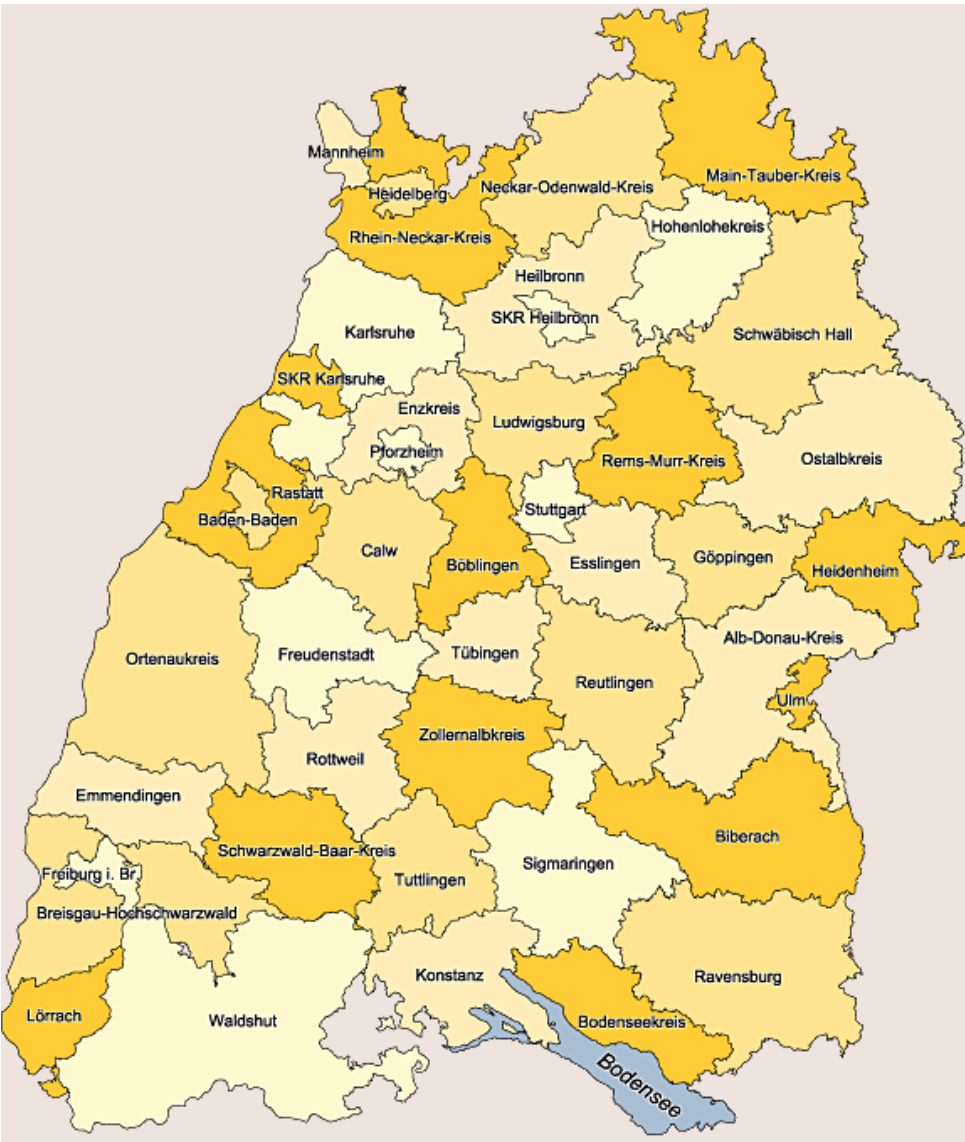 Mannheim
Main-Tauber-Kreis
Heidelberg
Neckar-Odenwald-Kreis
Hohenlohekreis
Rhein-Neckar-Kreis
Heilbronn
SKR Heilbronn
Karlsruhe
Schwäbisch Hall
SKR Karlsruhe
Enzkreis
Ludwigsburg
Pforzheim
Rems-Murr-Kreis
Ostalbkreis
Rastatt
Baden-Baden
Stuttgart
Calw
Böblingen
Esslingen
Göppingen
Heidenheim
Alb-Donau-Kreis
Ortenaukreis
Freudenstadt
Tübingen
Reutlingen
Ulm
Zollernalbkreis
Rottweil
Emmendingen
Biberach
Schwarzwald-Baar-Kreis
Sigmaringen
Freiburg i. Br.
Tuttlingen
Breisgau-Hochschwarzwald
Konstanz
Ravensburg
Lörrach
Waldshut
Bodenseekreis
Bodensee